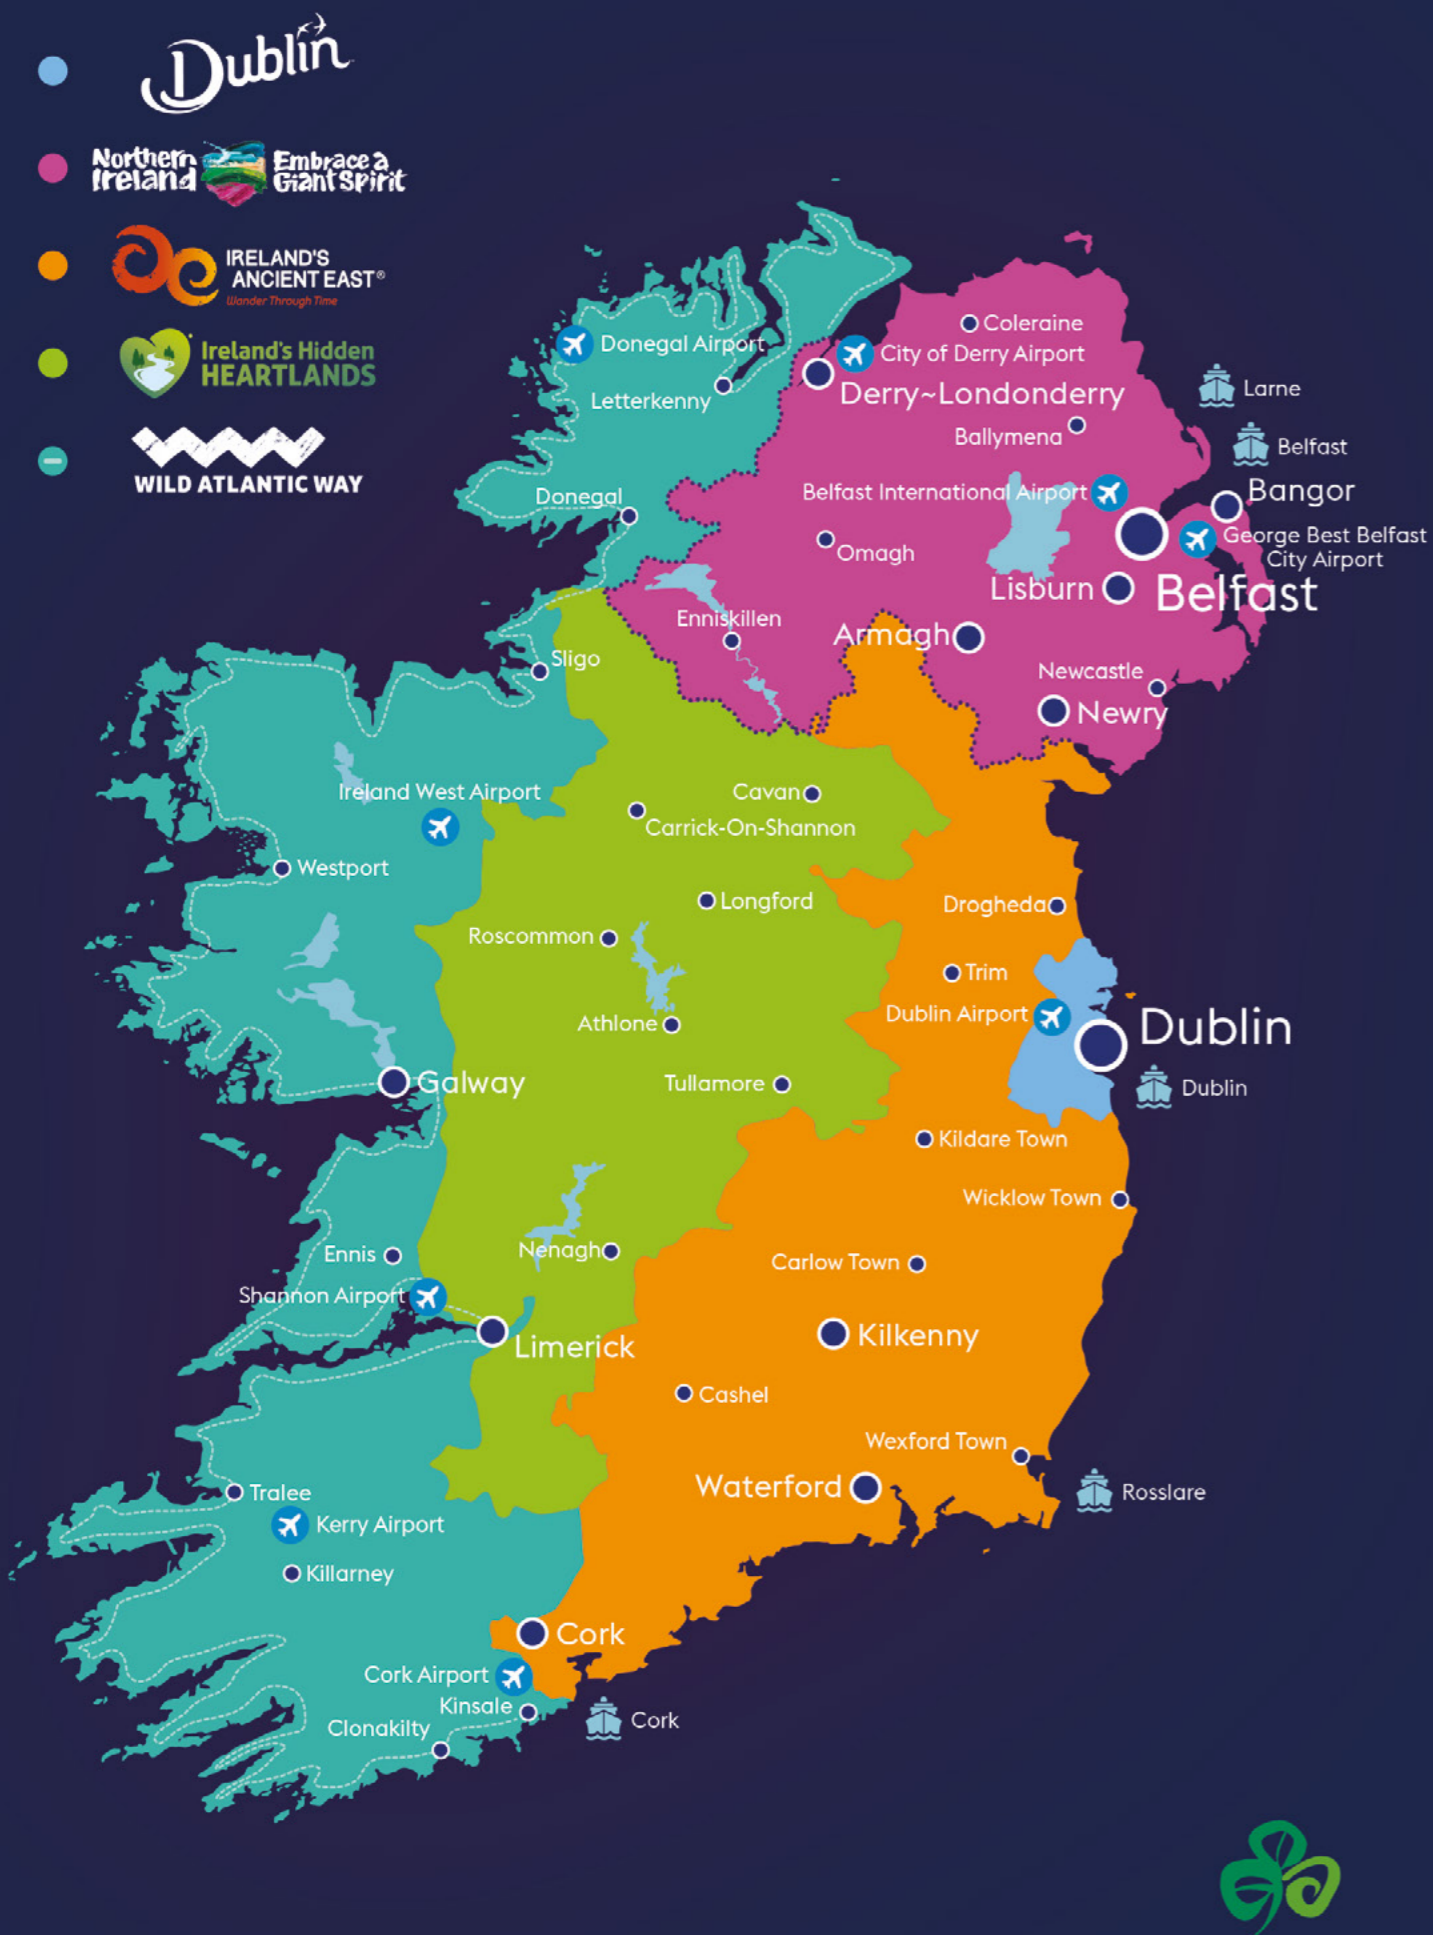 Dublin
Northern
Ireland
Embrace a
Giant Spirit
IRELAND'S
ANCIENT EAST®
Wander Through Time
Ireland's Hidden
HEARTLANDS
WILD ATLANTIC WAY
Coleraine
Donegal Airport
City of Derry Airport
Letterkenny
Derry~Londonderry
Larne
Ballymena
Belfast
Donegal
Belfast International Airport
Bangor
Omagh
George Best Belfast
City Airport
Lisburn
Belfast
Enniskillen
Armagh
Sligo
Newcastle
Newry
Ireland West Airport
Cavan
Carrick-On-Shannon
Westport
Longford
Drogheda
Roscommon
Trim
Dublin Airport
Dublin
Athlone
Galway
Tullamore
Dublin
Kildare Town
Wicklow Town
Ennis
Nenagh
Carlow Town
Shannon Airport
Limerick
Kilkenny
Cashel
Wexford Town
Waterford
Tralee
Rosslare
Kerry Airport
Killarney
Cork
Cork Airport
Kinsale
Cork
Clonakilty